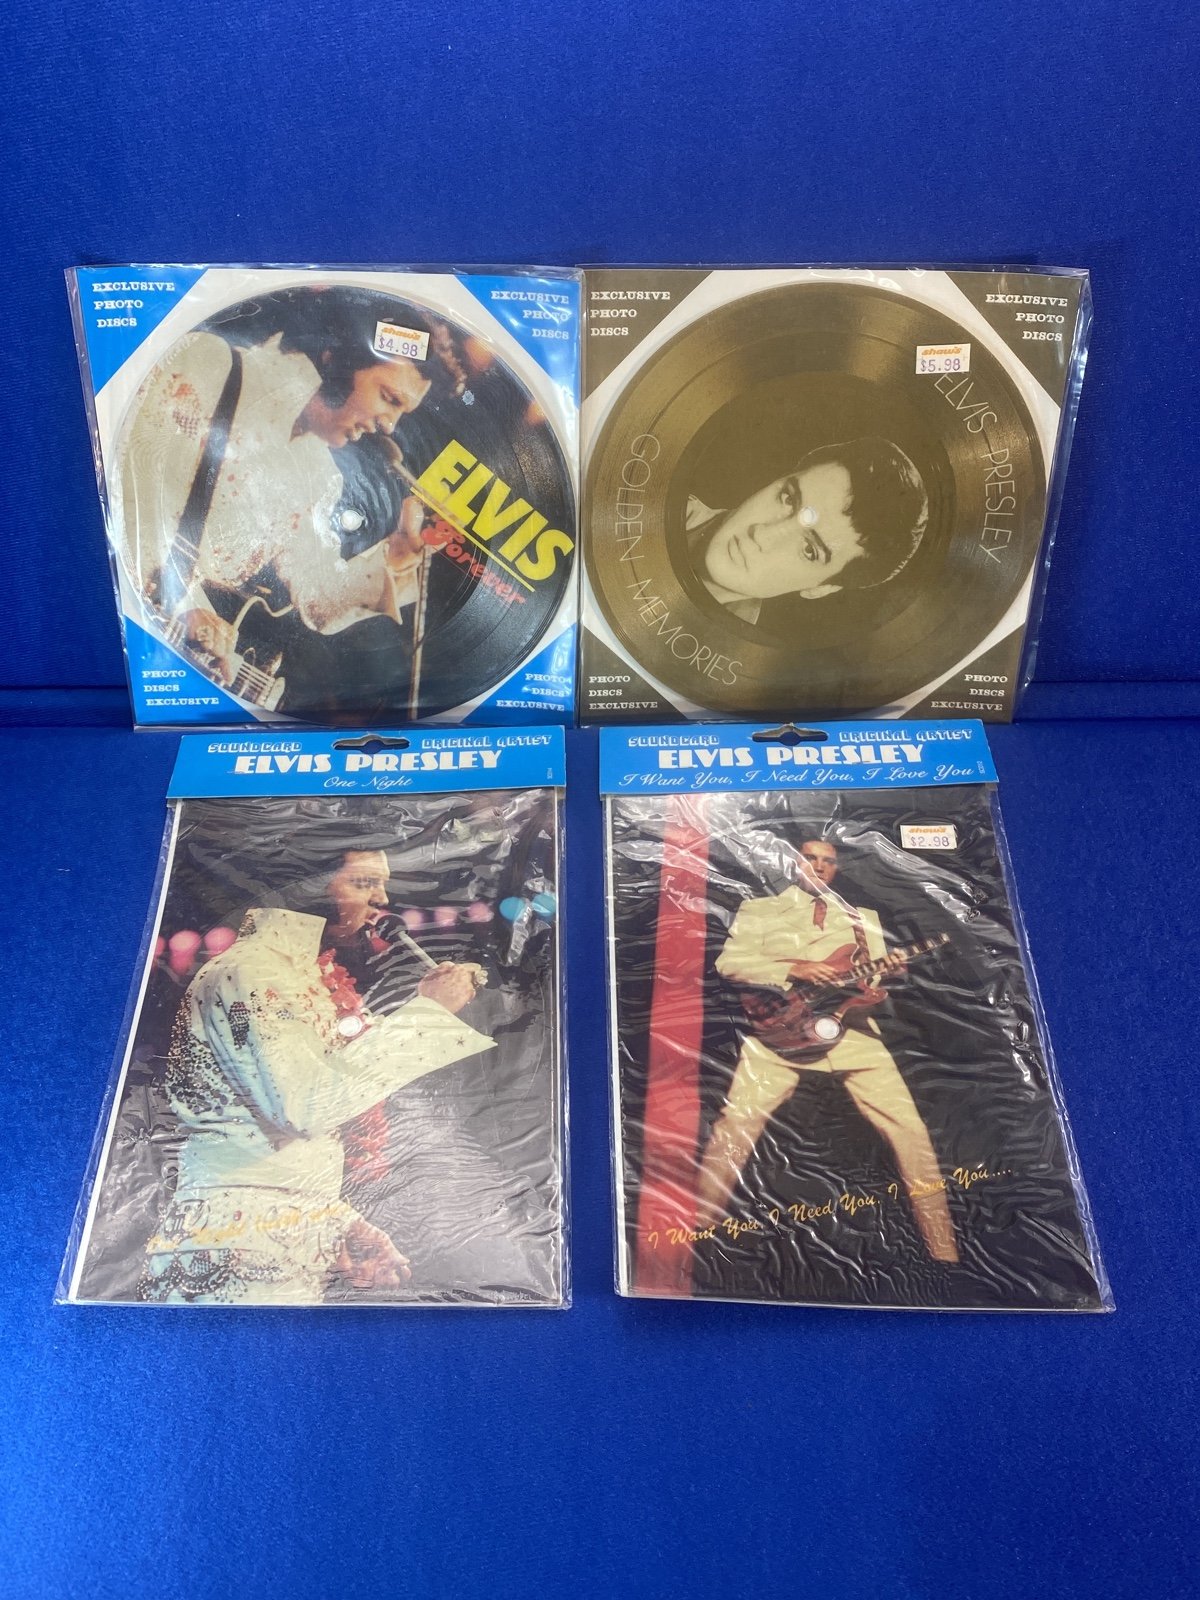 EXCLUSIVE
PHOTO
DISCS
EXCLUSIVE
PHOTO
DISCS
shaw's
$4.98
ELVIS
Forever
PHOTO
DISCS
EXCLUSIVE
PHOTO
DISCS
EXCLUSIVE
EXCLUSIVE
PHOTO
DISCS
EXCLUSIVE
PHOTO
DISCS
shaw's
$5.98
ELVIS PRESLEY
GOLDEN MEMORIES
PHOTO
DISCS
EXCLUSIVE
PHOTO
DISCS
EXCLUSIVE
SOUNDCARD ORIGINAL ARTIST
ELVIS PRESLEY
One Night
SOUNDCARD ORIGINAL ARTIST
ELVIS PRESLEY
I Want You, I Need You, I Love You
shaw's
$2.98
I Want You, I Need You, I Love You....